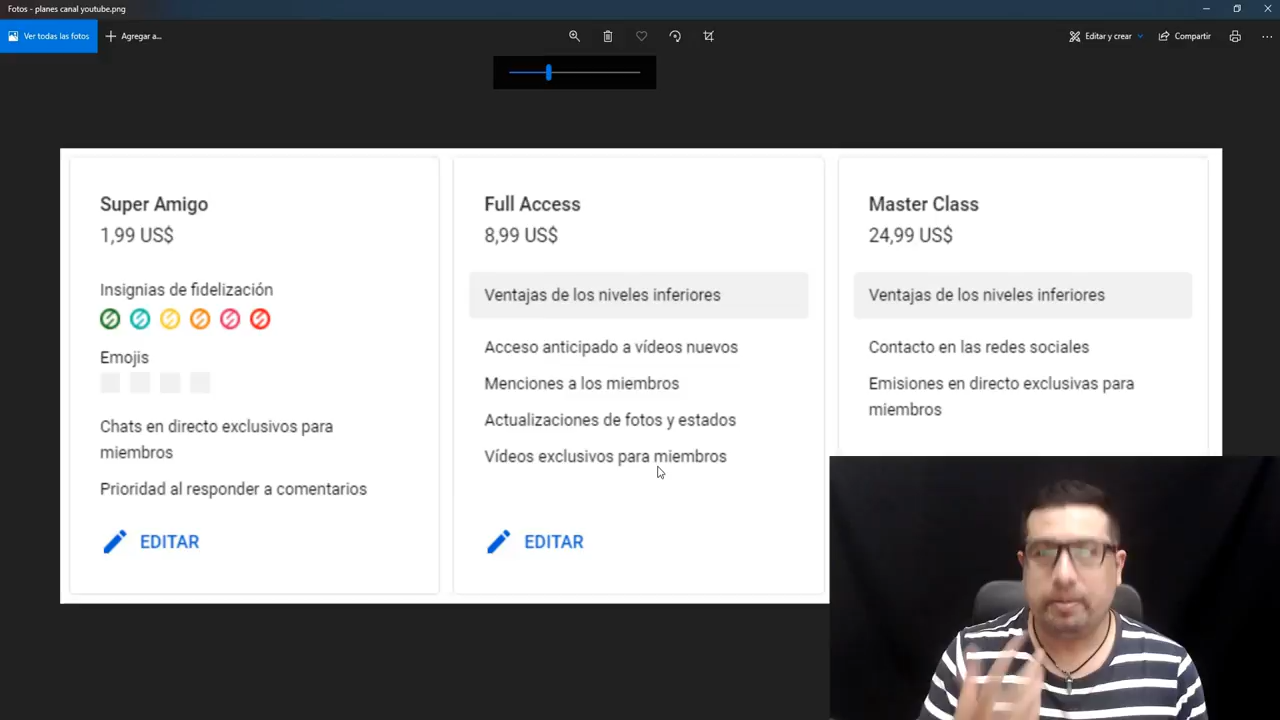 Fotos - planes canal youtube.png
Ver todas las fotos
Agregar a...
Editar y crear
Compartir
Super Amigo
1,99 US$
Insignias de fidelización
Emojis
Chats en directo exclusivos para
miembros
Prioridad al responder a comentarios
EDITAR
Full Access
8,99 US$
Ventajas de los niveles inferiores
Acceso anticipado a vídeos nuevos
Menciones a los miembros
Actualizaciones de fotos y estados
Vídeos exclusivos para miembros
EDITAR
Master Class
24,99 US$
Ventajas de los niveles inferiores
Contacto en las redes sociales
Emisiones en directo exclusivas para
miembros